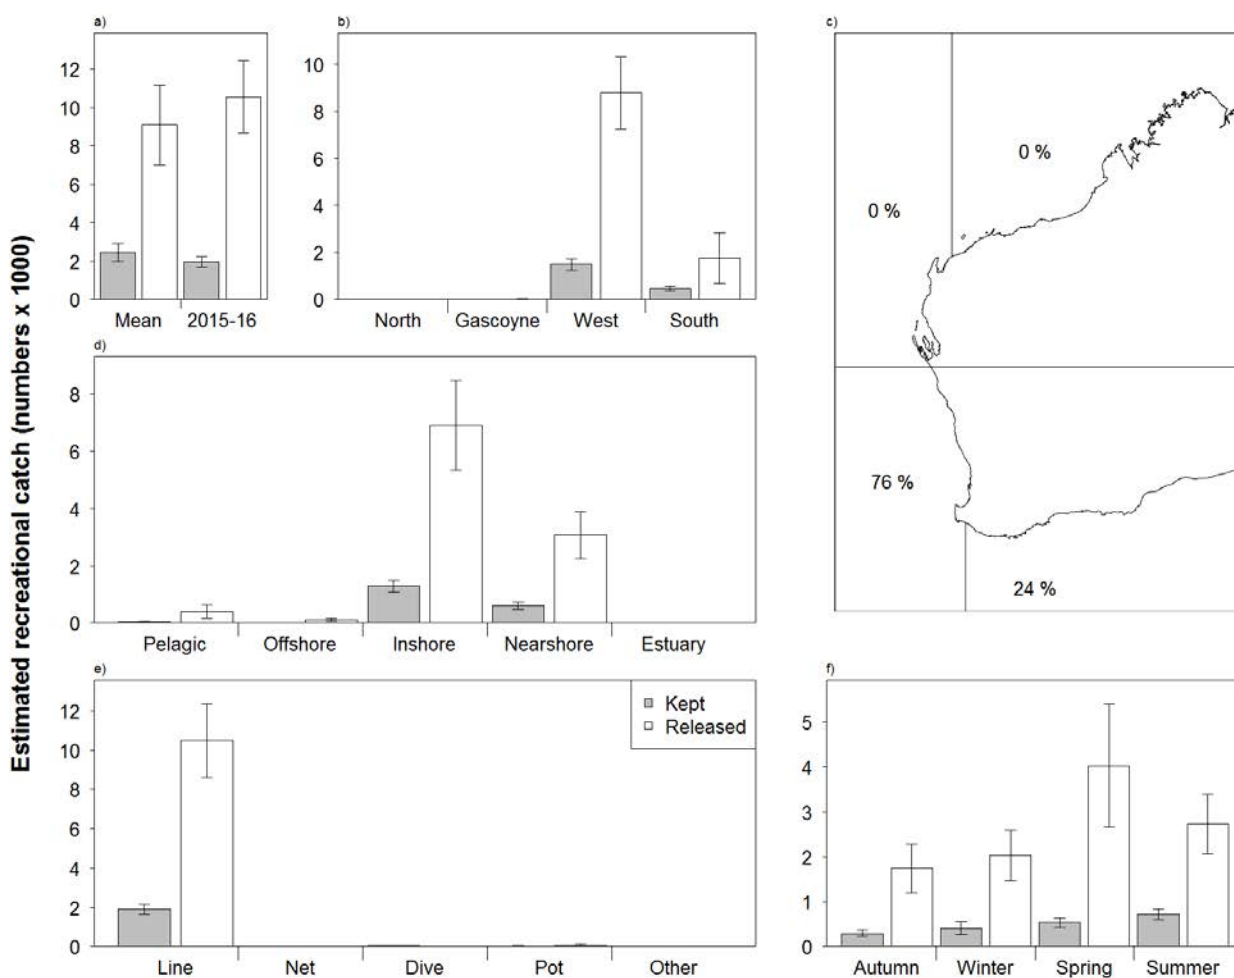 Estimated recreational catch (numbers x 1000)
a)
12
10
8
6
4
2
0
Mean 2015-16
b)
10
8
6
4
2
0
North Gascoyne West South
c)
0 %
0 %
76 %
24 %
d)
8
6
4
2
0
Pelagic Offshore Inshore Nearshore Estuary
e)
12
10
8
6
4
2
0
Kept
Released
Line Net Dive Pot Other
f)
5
4
3
2
1
0
Autumn Winter Spring Summer